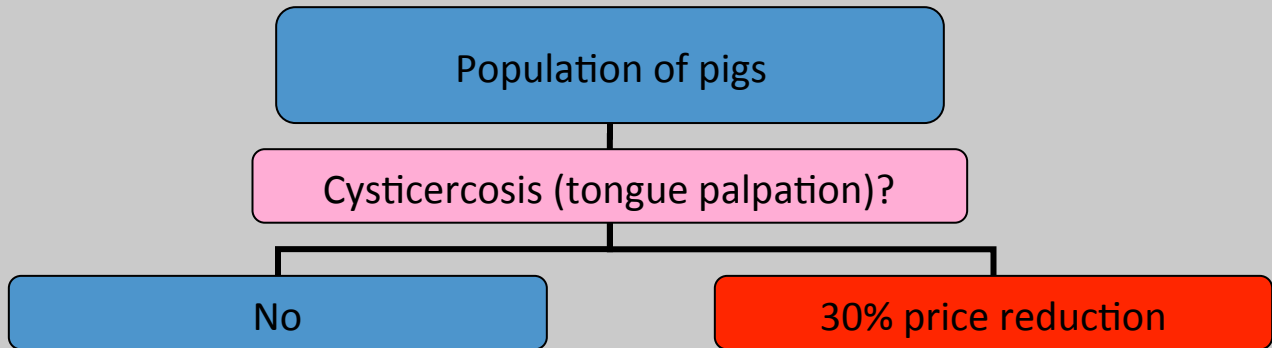 Population of pigs
Cysticercosis (tongue palpation)?
No
30% price reduction